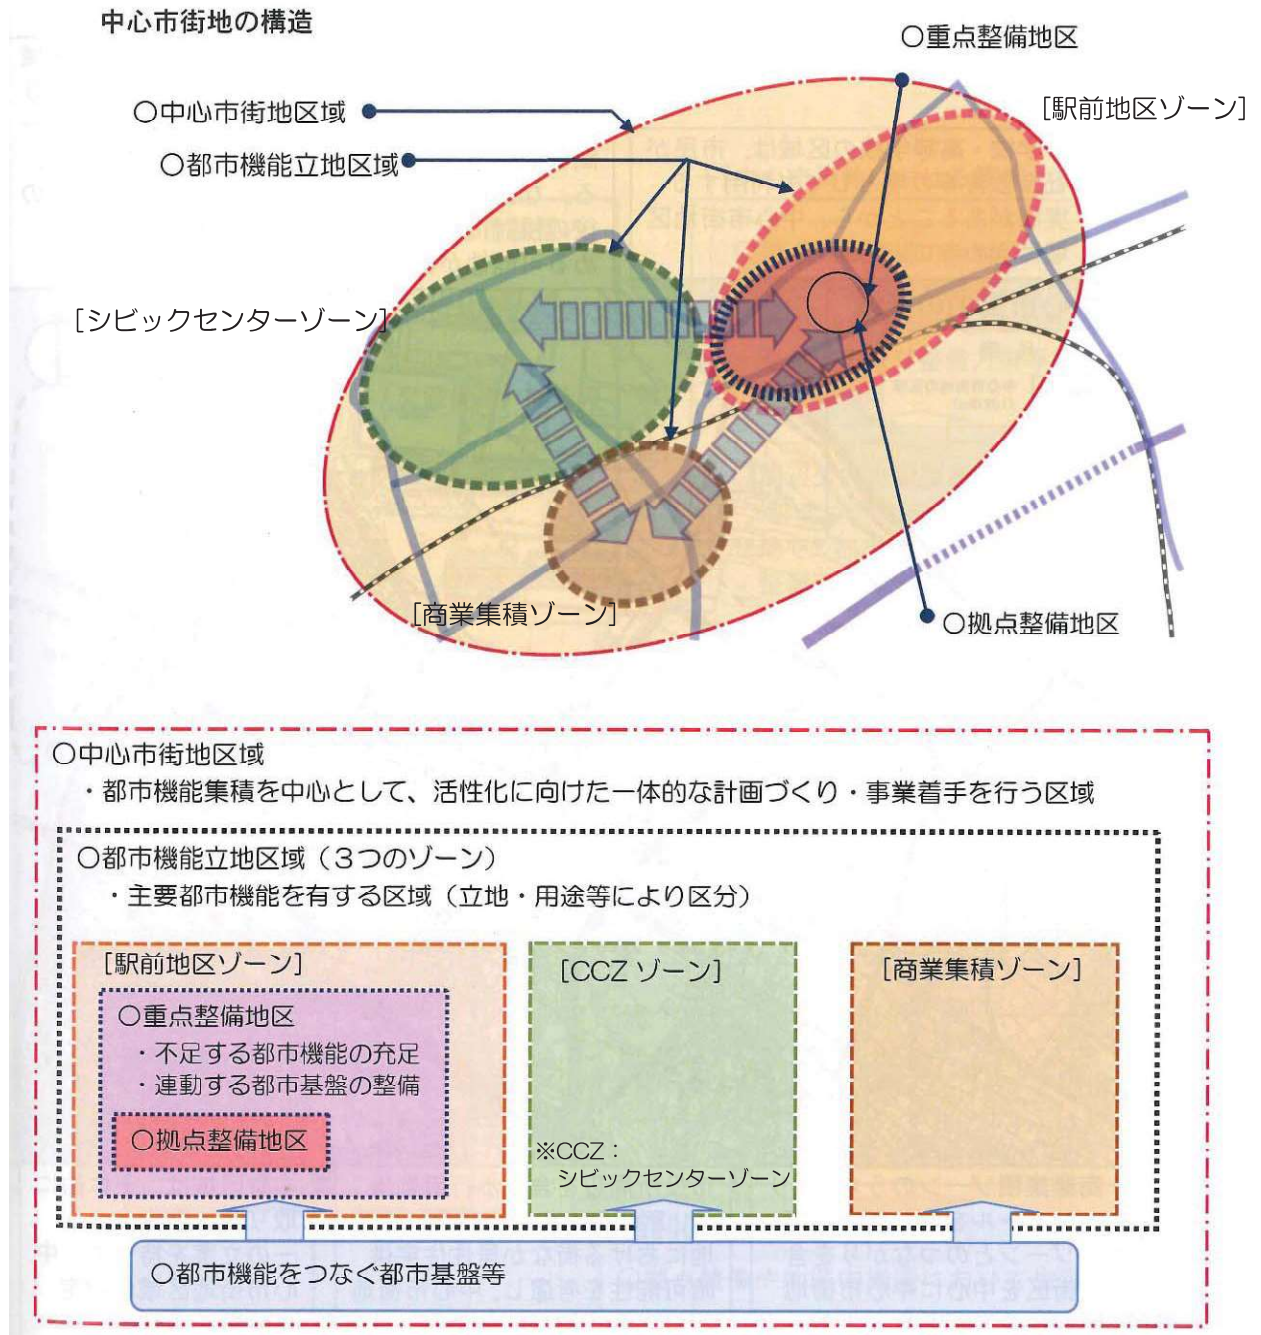 中心市街地の構造
○重点整備地区
○中心市街地区域
[駅前地区ゾーン]
○都市機能立地区域
[シビックセンターゾーン]
[商業集積ゾーン]
○拠点整備地区
○中心市街地区域
・都市機能集積を中心として、活性化に向けた一体的な計画づくり・事業着手を行う区域
○都市機能立地区域（３つのゾーン）
・主要都市機能を有する区域（立地・用途等により区分）
[駅前地区ゾーン]
[CCZ ゾーン]
[商業集積ゾーン]
○重点整備地区
・不足する都市機能の充足
・連動する都市基盤の整備
○拠点整備地区
※CCZ：
シビックセンターゾーン
○都市機能をつなぐ都市基盤等